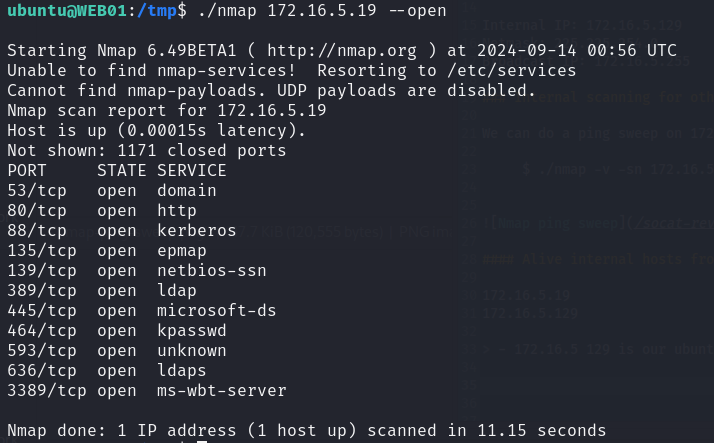 ubuntu@WEB01:/tmp$ ./nmap 172.16.5.19 --open
Starting Nmap 6.49BETA1 ( http://nmap.org ) at 2024-09-14 00:56 UTC
Unable to find nmap-services!  Resorting to /etc/services
Cannot find nmap-payloads. UDP payloads are disabled.
Nmap scan report for 172.16.5.19
Host is up (0.00015s latency).
Not shown: 1171 closed ports
PORT     STATE SERVICE
53/tcp   open  domain
80/tcp   open  http
88/tcp   open  kerberos
135/tcp  open  epmap
139/tcp  open  netbios-ssn
389/tcp  open  ldap
445/tcp  open  microsoft-ds
464/tcp  open  kpasswd
593/tcp  open  unknown
636/tcp  open  ldaps
3389/tcp open  ms-wbt-server
Nmap done: 1 IP address (1 host up) scanned in 11.15 seconds